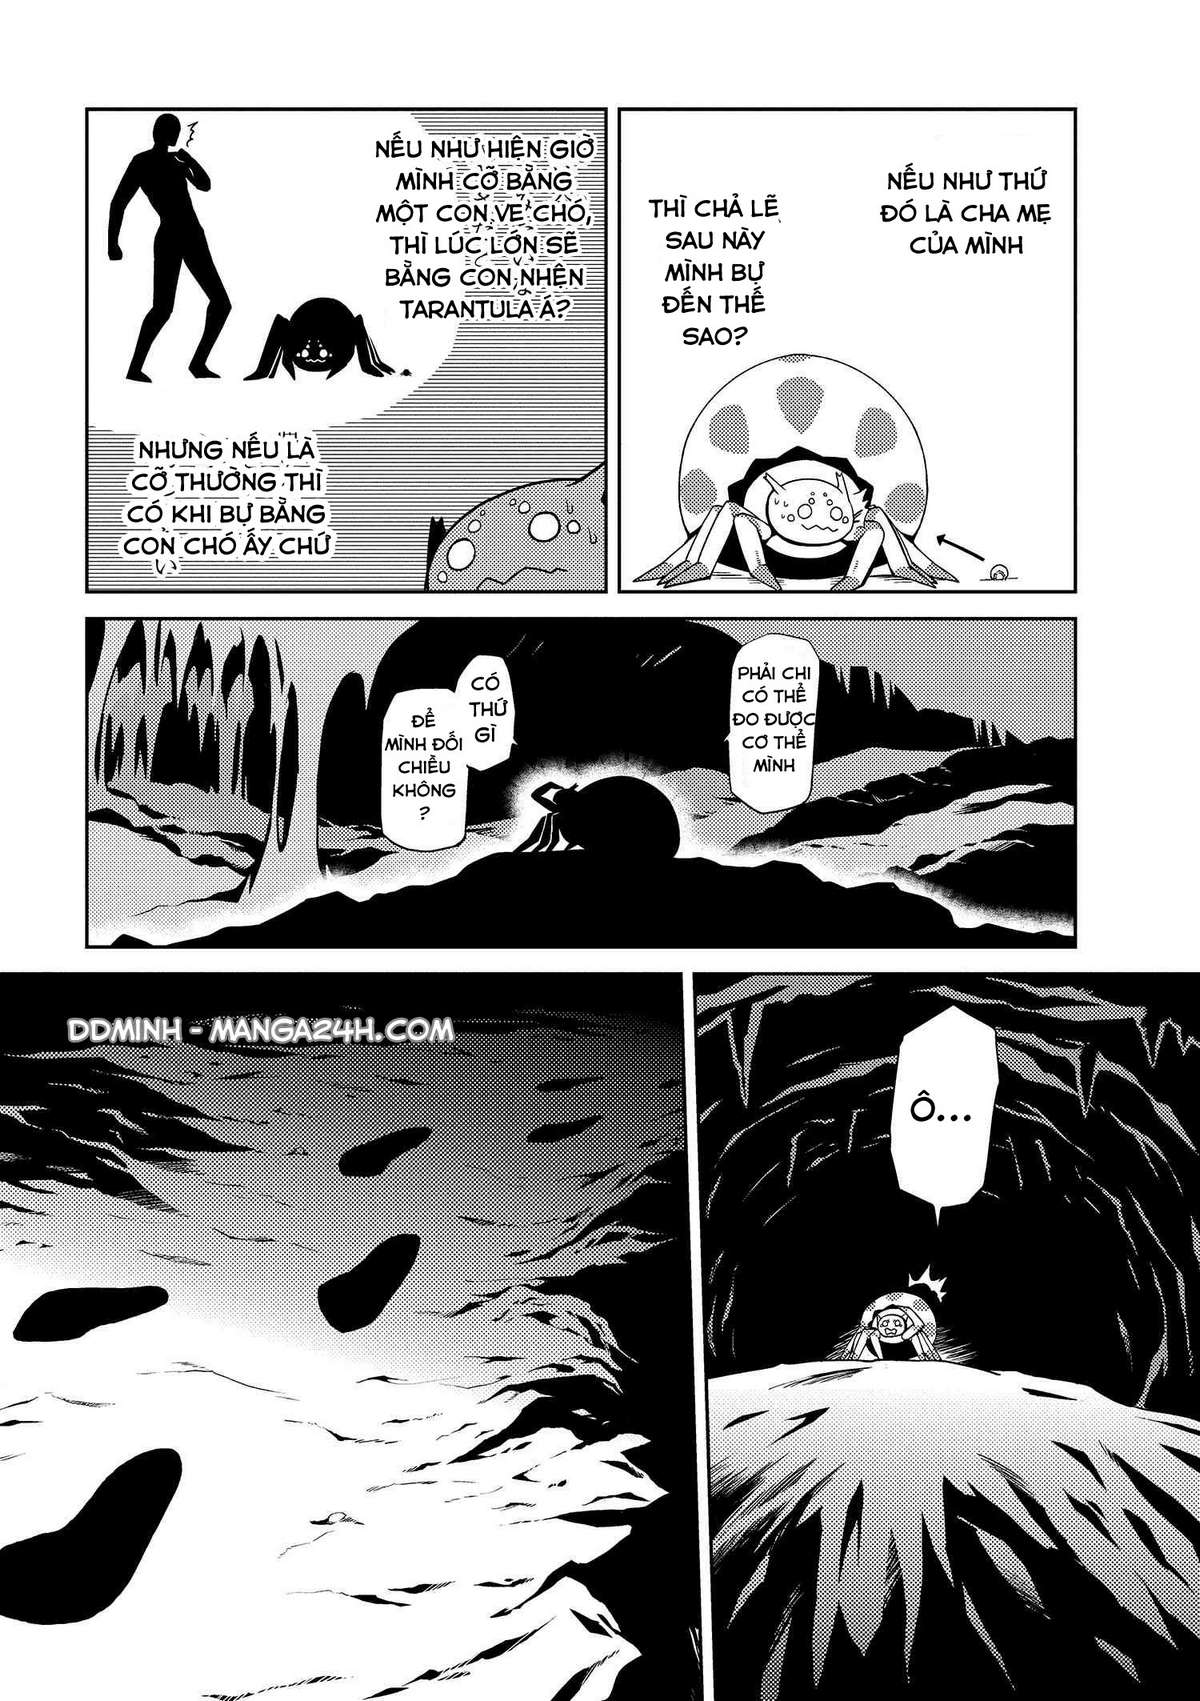 NẾU NHƯ THỨ
ĐÓ LÀ CHA MẸ
CỦA MÌNH
THÌ CHẢ LẼ
SAU NÀY
MÌNH BỰ
ĐẾN THẾ
SAO?
NẾU NHƯ HIỆN GIỜ
MÌNH CỠ BẰNG
MỘT CON VE CHÓ,
THÌ LÚC LỚN SẼ
BẰNG CON NHỆN
TARANTULA Á?
NHƯNG NẾU LÀ
CỠ THƯỜNG THÌ
CÓ KHI BỰ BẰNG
CON CHÓ ẤY CHỨ
い
PHẢI CHI
CÓ THỂ
ĐO ĐƯỢC
CƠ THỂ
MÌNH
CÓ
THỨ
GÌ
ĐỂ
MÌNH ĐỐI
CHIỀU
KHÔNG
?
Ô...
DDMINH - MANGA24H.COM